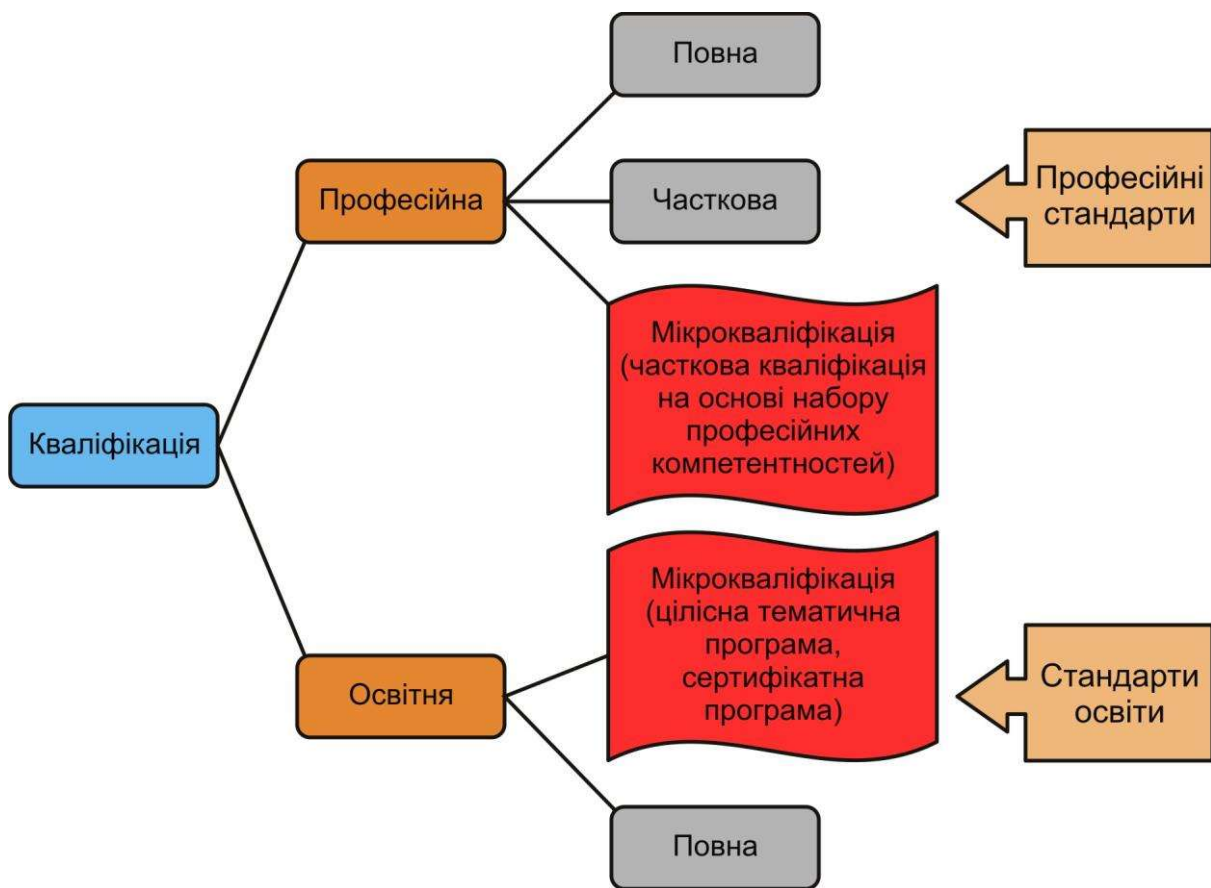 Повна
Професійна
Часткова
Професійні
стандарти
Мікрокваліфікація
(часткова кваліфікація
на основі набору
професійних
компетентностей)
Кваліфікація
Мікрокваліфікація
(цілісна тематична
програма,
сертифікатна
програма)
Освітня
Стандарти
освіти
Повна